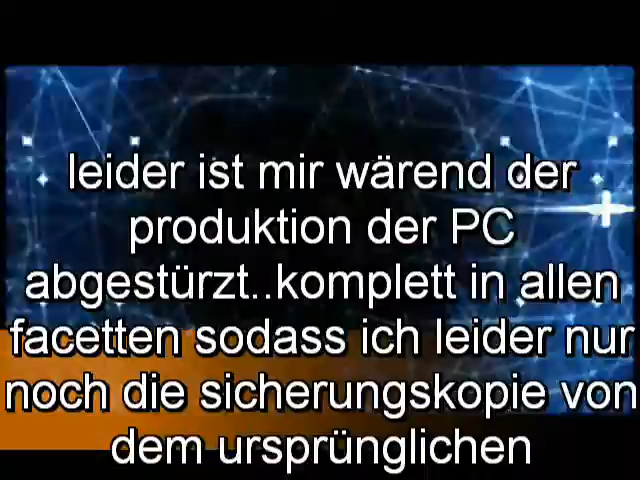 leider ist mir wärend der
produktion der PC
abgestürzt..komplett in allen
facetten sodass ich leider nur
noch die sicherungskopie von
dem ursprünglichen